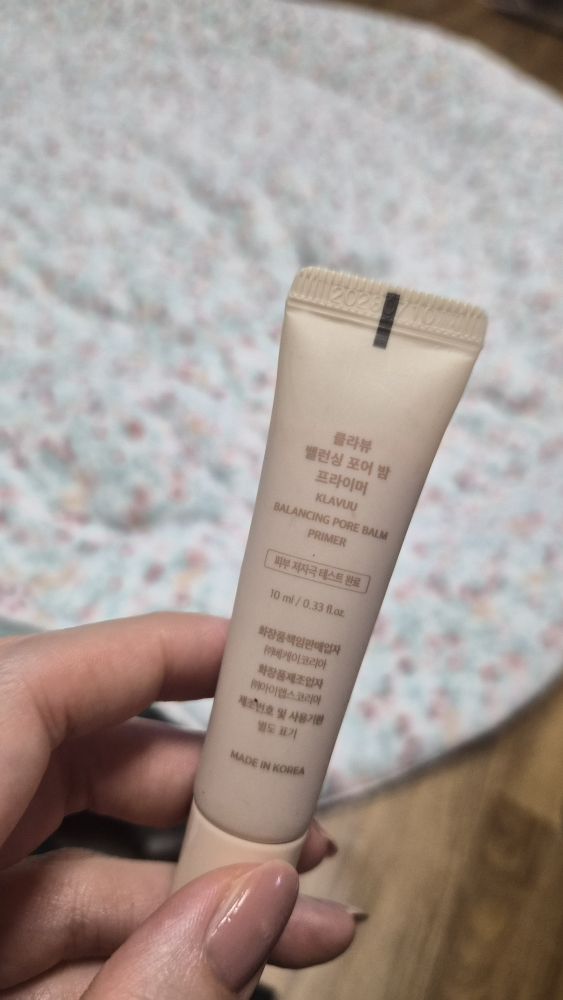 클라뷰
밸런싱 포어 밤
프라이머
KLAVUU
BALANCING PORE BALM
PRIMER
피부 저자극 테스트 완료
10 ml / 0.33 fl.oz
화장품책임판매업자
㈜베케이코리아
화장품제조업자
㈜아이랩스코리아
제조번호 및 사용기한
별도 표기
MADE IN KOREA